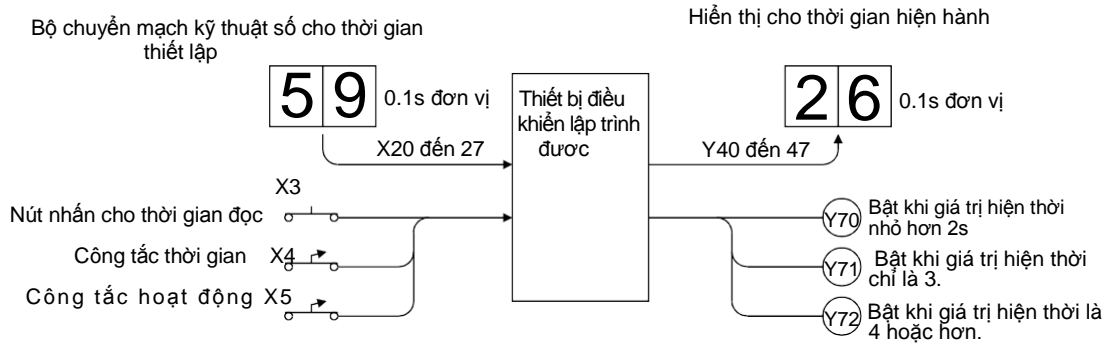 Bộ chuyển mạch kỹ thuật số cho thời gian
thiết lập
Hiển thị cho thời gian hiện hành
5 9
0.1s đơn vị
Thiết bị điều
khiển lập trình
đươc
2 6
0.1s đơn vị
X20 đến 27
Y40 đến 47
X3
Nút nhấn cho thời gian đọc
Công tắc thời gian X4
Công tắc hoạt động X5
Y70 Bật khi giá trị hiện thời
nhỏ hơn 2s
Y71 Bật khi giá trị hiện thời
chỉ là 3.
Y72 Bật khi giá trị hiện thời là
4 hoặc hơn.